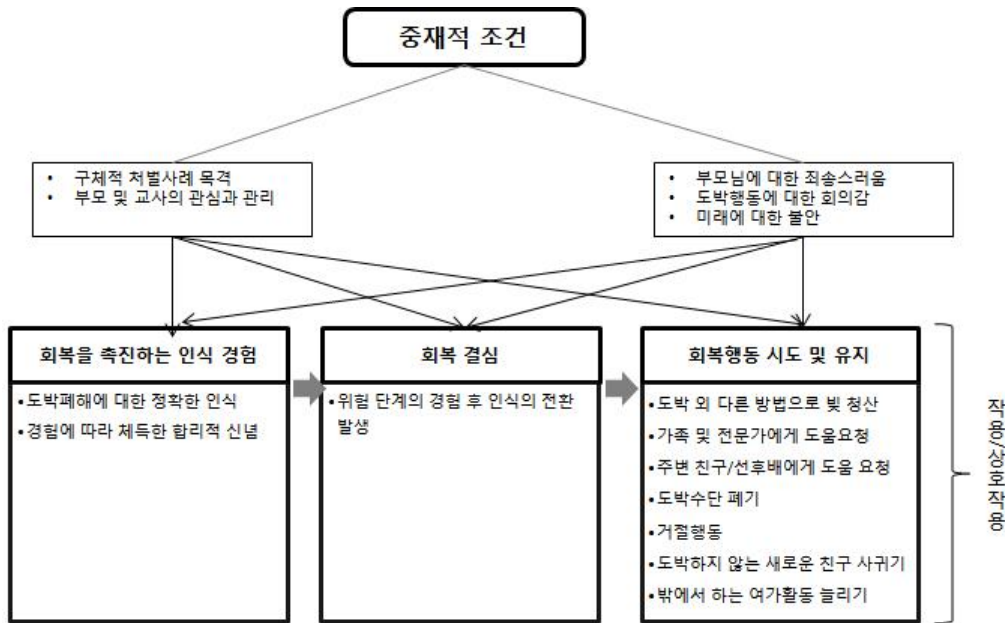 중재적 조건
• 구체적 처벌사례 목격
• 부모 및 교사의 관심과 관리
• 부모님에 대한 죄송스러움
• 도박행동에 대한 회의감
• 미래에 대한 불안
회복을 촉진하는 인식 경험
•도박폐해에 대한 정확한 인식
•경험에 따라 체득한 합리적 신념
회복 결심
•위험 단계의 경험 후 인식의 전환
발생
회복행동 시도 및 유지
•도박 외 다른 방법으로 빚 청산
•가족 및 전문가에게 도움요청
•주변 친구/선후배에게 도움 요청
•도박수단 폐기
•거절행동
•도박하지 않는 새로운 친구 사귀기
•밖에서 하는 여가활동 늘리기
작용/상호작용